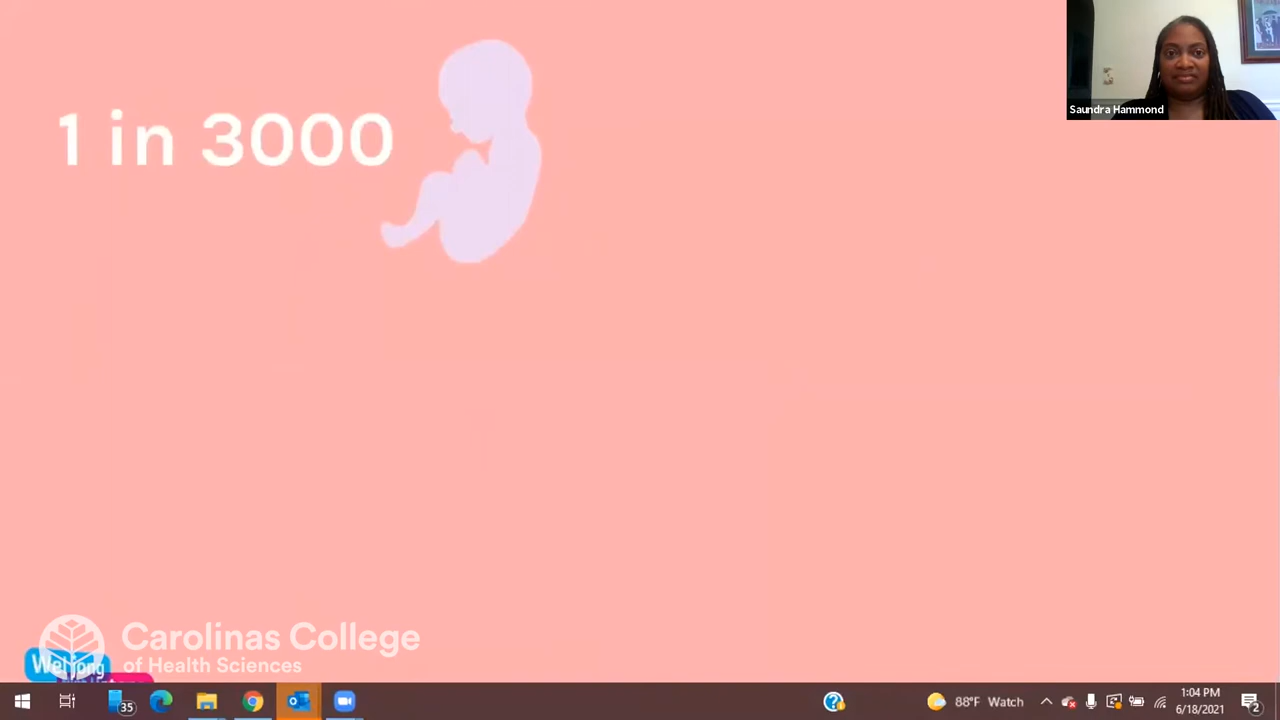 1 in 3000
Saundra Hammond
Carolinas College
of Health Sciences
35
88°F Watch
1:04 PM
6/18/2021
2